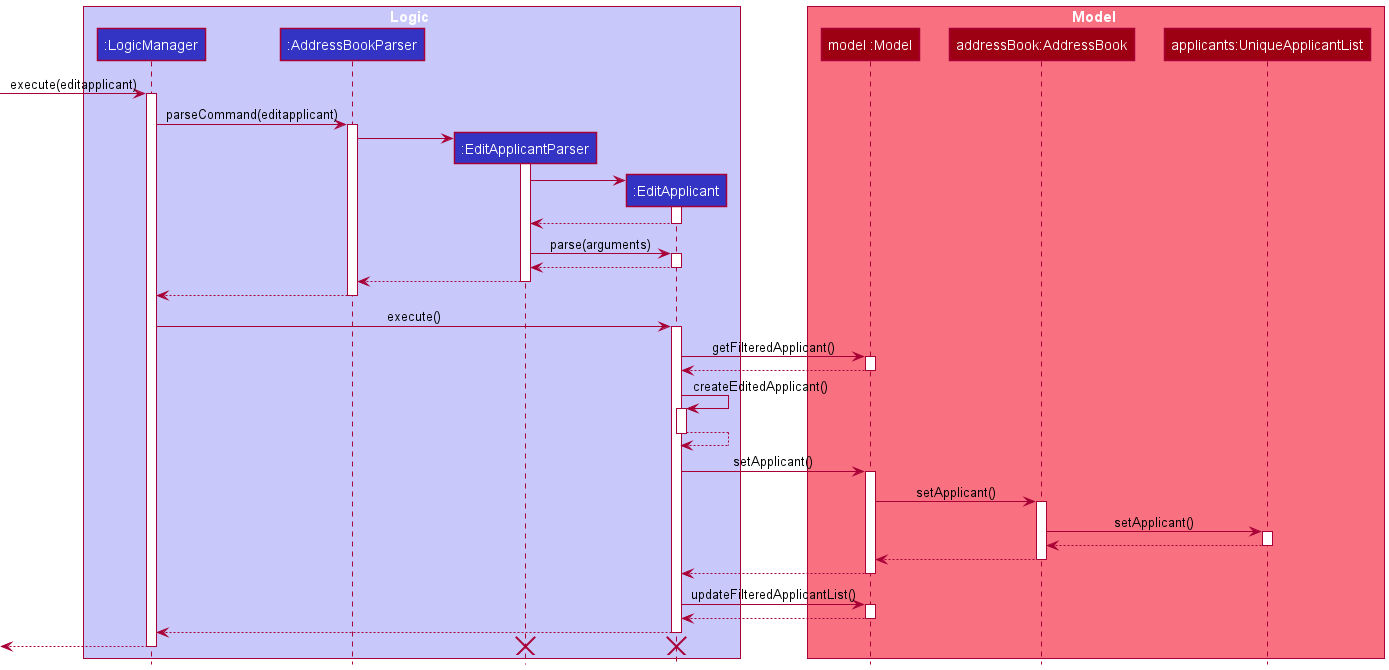 Logic
Model
:LogicManager
:AddressBookParser
model :Model
addressBook:AddressBook
applicants:UniqueApplicantList
execute(editapplicant)
parseCommand(editapplicant)
:EditApplicantParser
:EditApplicant
parse(arguments)
execute()
getFilteredApplicant()
createEditedApplicant()
setApplicant()
setApplicant()
setApplicant()
updateFilteredApplicantList()